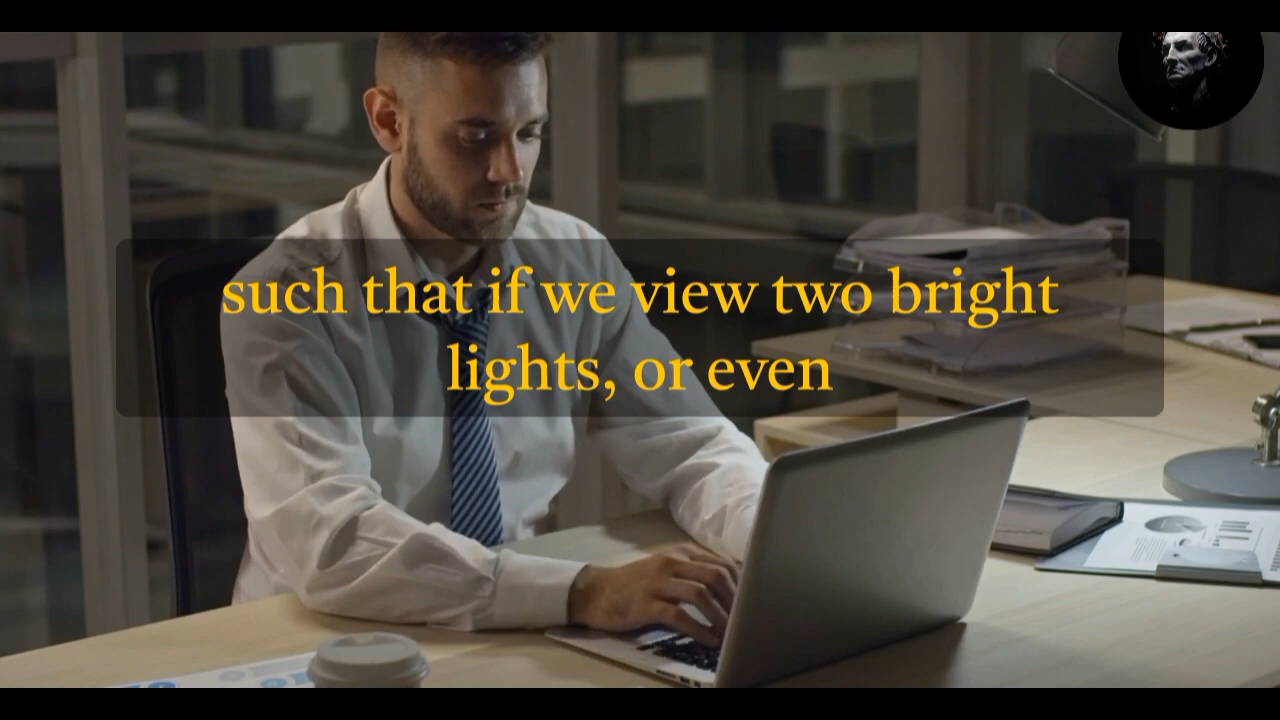 such that if we view two bright
lights, or even